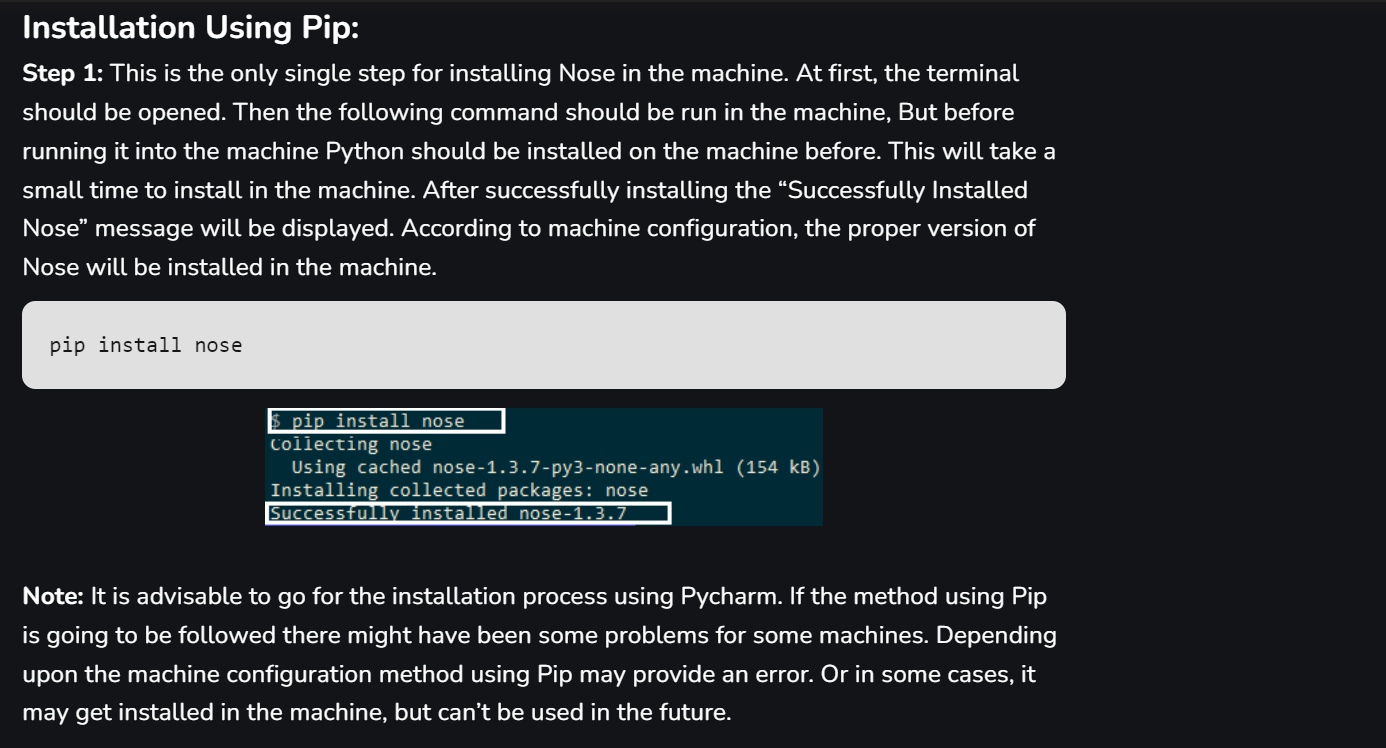 Installation Using Pip:
Step 1: This is the only single step for installing Nose in the machine. At first, the terminal
should be opened. Then the following command should be run in the machine, But before
running it into the machine Python should be installed on the machine before. This will take a
small time to install in the machine. After successfully installing the “Successfully Installed
Nose” message will be displayed. According to machine configuration, the proper version of
Nose will be installed in the machine.
pip install nose
$ pip install nose
Collecting nose
Using cached nose-1.3.7-py3-none-any.whl (154 kB)
Installing collected packages: nose
Successfully installed nose-1.3.7
Note: It is advisable to go for the installation process using Pycharm. If the method using Pip
is going to be followed there might have been some problems for some machines. Depending
upon the machine configuration method using Pip may provide an error. Or in some cases, it
may get installed in the machine, but can’t be used in the future.